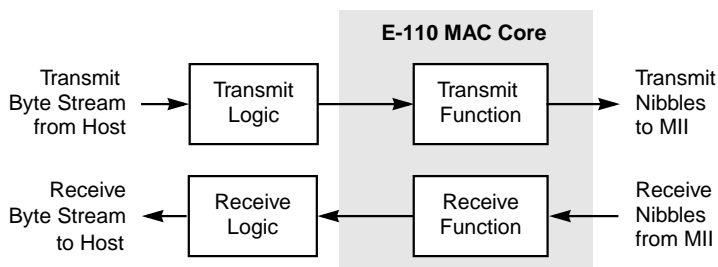 E-110 MAC Core
Transmit
Byte Stream
from Host
Transmit
Logic
Transmit
Function
Transmit
Nibbles
to MII
Receive
Byte Stream
to Host
Receive
Logic
Receive
Function
Receive
Nibbles
from MII